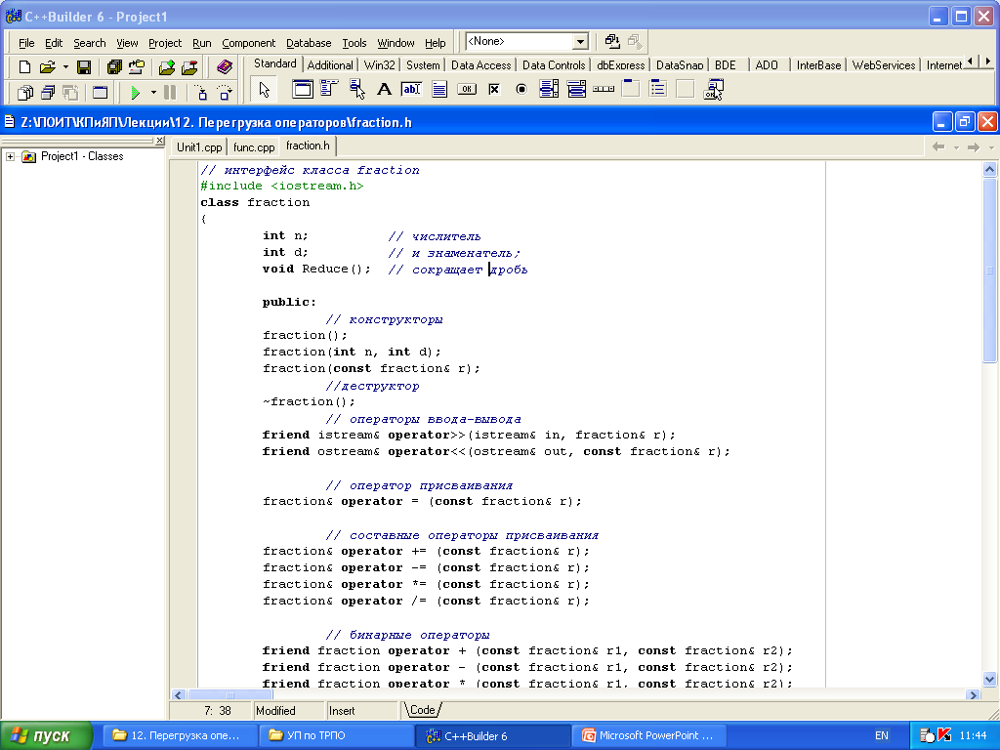 C++Builder 6 - Project1
File Edit Search View Project Run Component Database Tools Window Help <None>
Standard Additional Win32 System Data Access Data Controls dbExpress DataSnap BDE ADO InterBase WebServices Internet
Z:\ПОИТ\КПиЯП\Лекции\12. Перегрузка операторов\fraction.h
Project1 - Classes
Unit1.cpp func.cpp fraction.h
// интерфейс класса fraction
#include <iostream.h>
class fraction
{
int n; // числитель
int d; // и знаменатель;
void Reduce(); // сокращает дробь
public:
// конструкторы
fraction();
fraction(int n, int d);
fraction(const fraction& r);
//деструктор
~fraction();
// операторы ввода-вывода
friend istream& operator>>(istream& in, fraction& r);
friend ostream& operator<<(ostream& out, const fraction& r);
// оператор присваивания
fraction& operator = (const fraction& r);
// составные операторы присваивания
fraction& operator += (const fraction& r);
fraction& operator -= (const fraction& r);
fraction& operator *= (const fraction& r);
fraction& operator /= (const fraction& r);
// бинарные операторы
friend fraction operator + (const fraction& r1, const fraction& r2);
friend fraction operator - (const fraction& r1, const fraction& r2);
friend fraction operator * (const fraction& r1, const fraction& r2);
7: 38 Modified Insert Code
пуск 12. Перегрузка опе... УП по ТРПО C++Builder 6 Microsoft PowerPoint ... EN 11:44